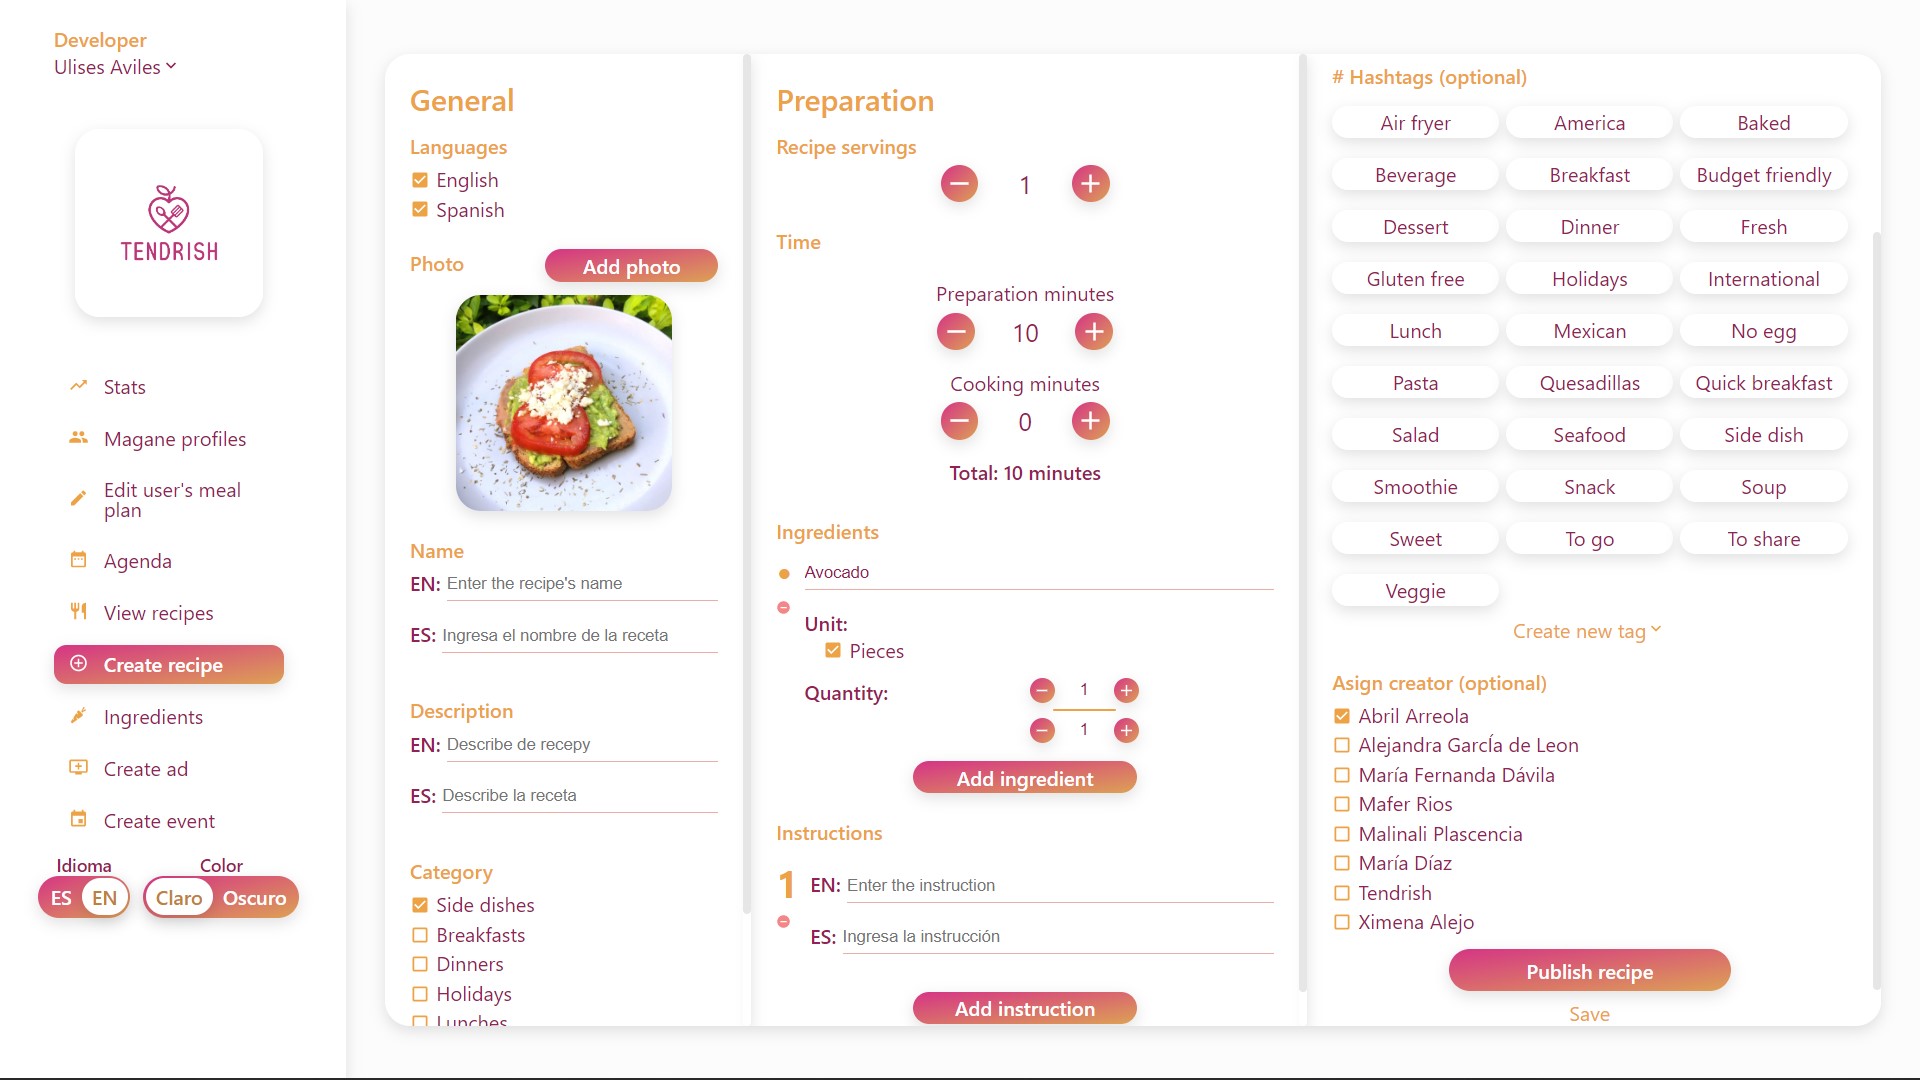 Developer
Ulises Aviles
TENDRISH
Stats
Magane profiles
Edit user's meal
plan
Agenda
View recipes
Create recipe
Ingredients
Create ad
Create event
Idioma
Color
ES EN
Claro Oscuro
General
Languages
English
Spanish
Photo
Add photo
Name
EN: Enter the recipe's name
ES: Ingresa el nombre de la receta
Description
EN: Describe de recepy
ES: Describe la receta
Category
Side dishes
Breakfasts
Dinners
Holidays
Lunches
Preparation
Recipe servings
1
Time
Preparation minutes
10
Cooking minutes
0
Total: 10 minutes
Ingredients
Avocado
Unit:
Pieces
Quantity:
1
1
Add ingredient
Instructions
1 EN: Enter the instruction
ES: Ingresa la instrucción
Add instruction
# Hashtags (optional)
Air fryer America Baked
Beverage Breakfast Budget friendly
Dessert Dinner Fresh
Gluten free Holidays International
Lunch Mexican No egg
Pasta Quesadillas Quick breakfast
Salad Seafood Side dish
Smoothie Snack Soup
Sweet To go To share
Veggie
Create new tag
Asign creator (optional)
Abril Arreola
Alejandra GarcÍa de Leon
María Fernanda Dávila
Mafer Rios
Malinali Plascencia
María Díaz
Tendrish
Ximena Alejo
Publish recipe
Save